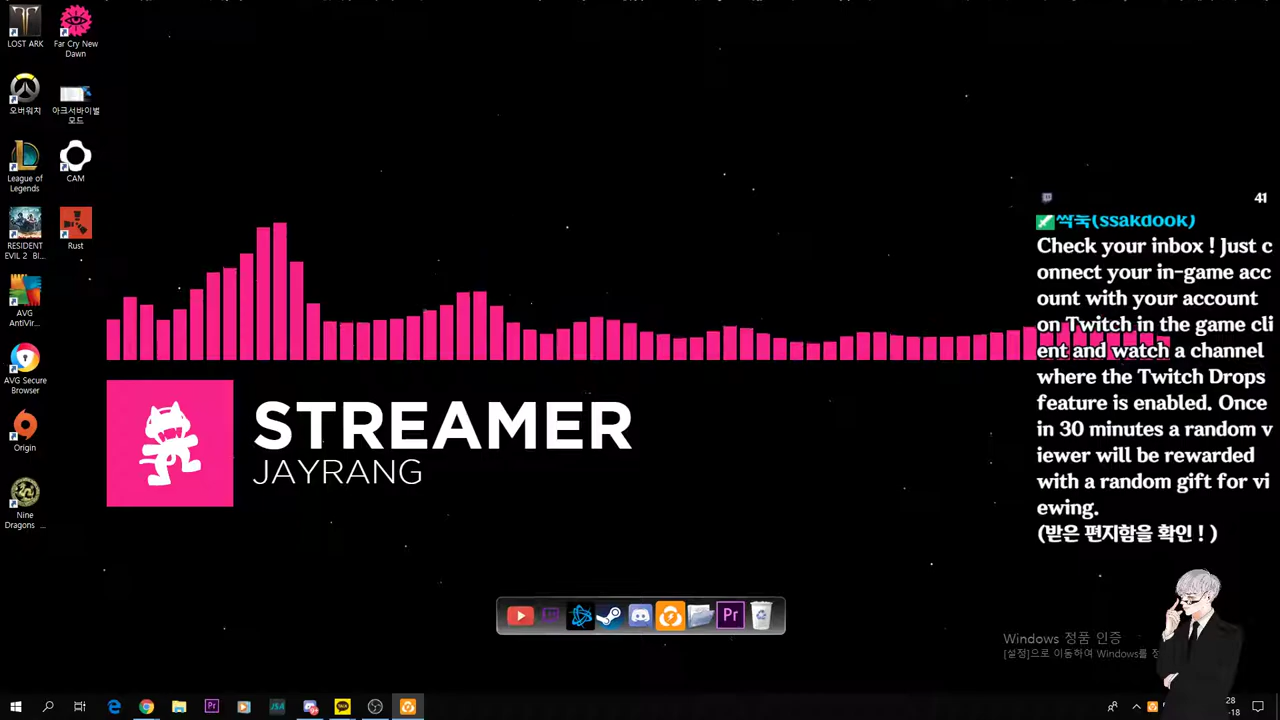 LOST ARK
Far Cry New
Dawn
오버워치
아크서바이벌
모드
League of
Legends
CAM
RESIDENT
EVIL 2 BI...
Rust
AVG
AntiVir...
AVG Secure
Browser
Origin
Nine
Dragons ...
STREAMER
JAYRANG
41
싹둑(ssakdook)
Check your inbox ! Just c
onnect your in-game acc
ount with your account
on Twitch in the game cli
ent and watch a channel
where the Twitch Drops
feature is enabled. Once
in 30 minutes a random v
iewer will be rewarded
with a random gift for vi
ewing.
(받은 편지함을 확인 ! )
Pr
Windows 정품 인증
[설정]으로 이동하여 Windows를
Pr
TALK
28
-18